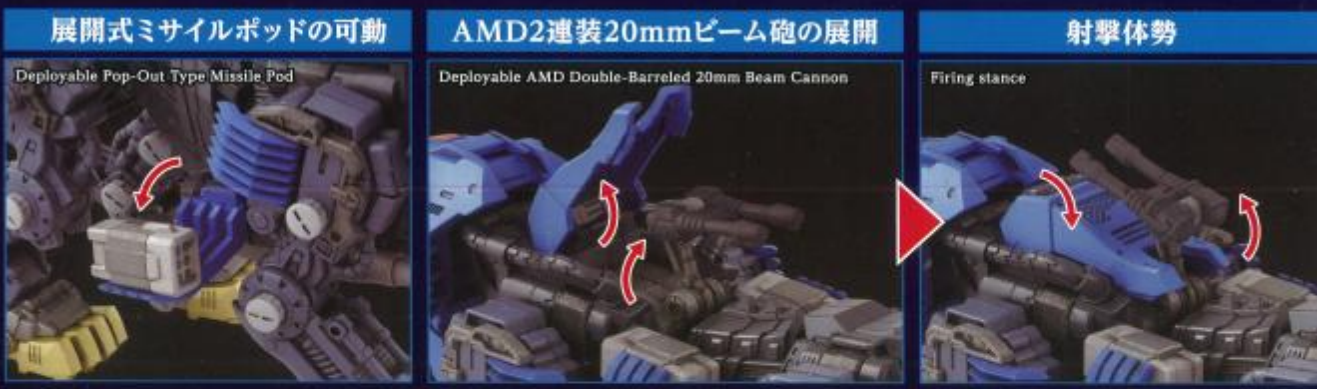 展開式ミサイルポッドの可動
Deployable Pop-Out Type Missile Pod
AMD2連装20mmビーム砲の展開
Deployable AMD Double-Barreled 20mm Beam Cannon
射撃体勢
Firing stance